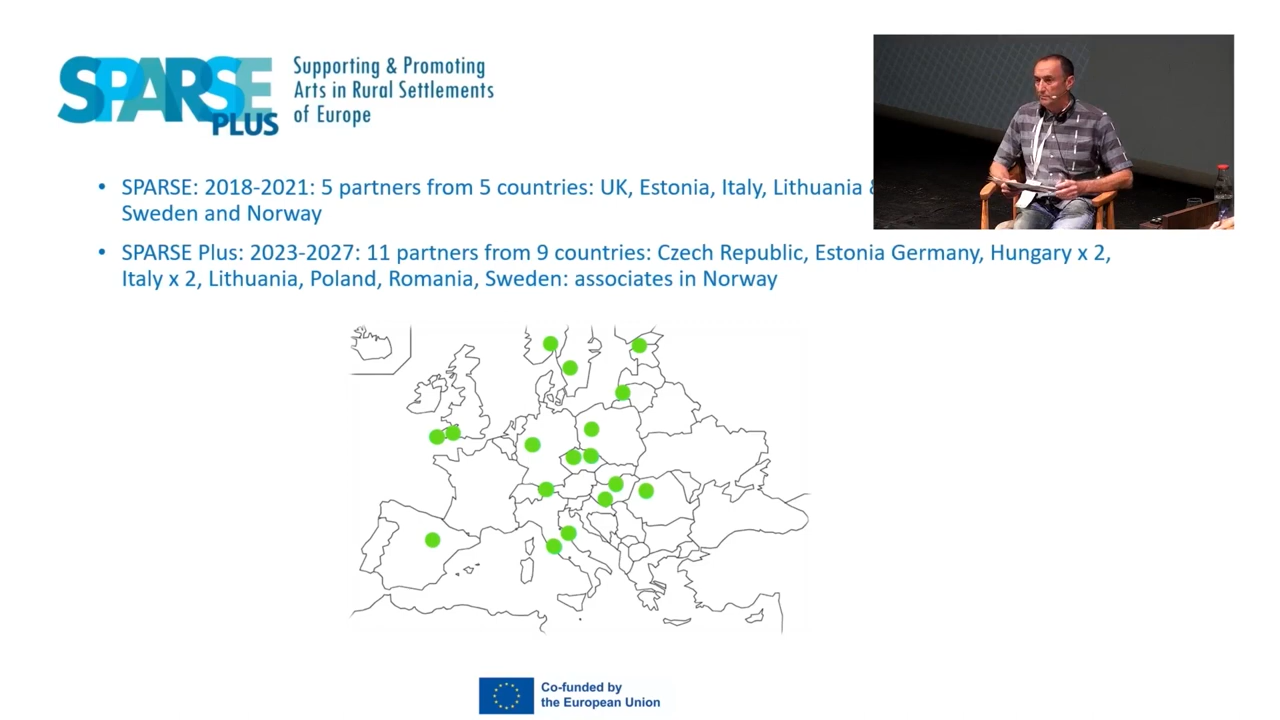 SPARSE
PLUS
Supporting & Promoting
Arts in Rural Settlements
of Europe
• SPARSE: 2018-2021: 5 partners from 5 countries: UK, Estonia, Italy, Lithuania &
Sweden and Norway
• SPARSE Plus: 2023-2027: 11 partners from 9 countries: Czech Republic, Estonia Germany, Hungary x 2,
Italy x 2, Lithuania, Poland, Romania, Sweden: associates in Norway
Co-funded by
the European Union